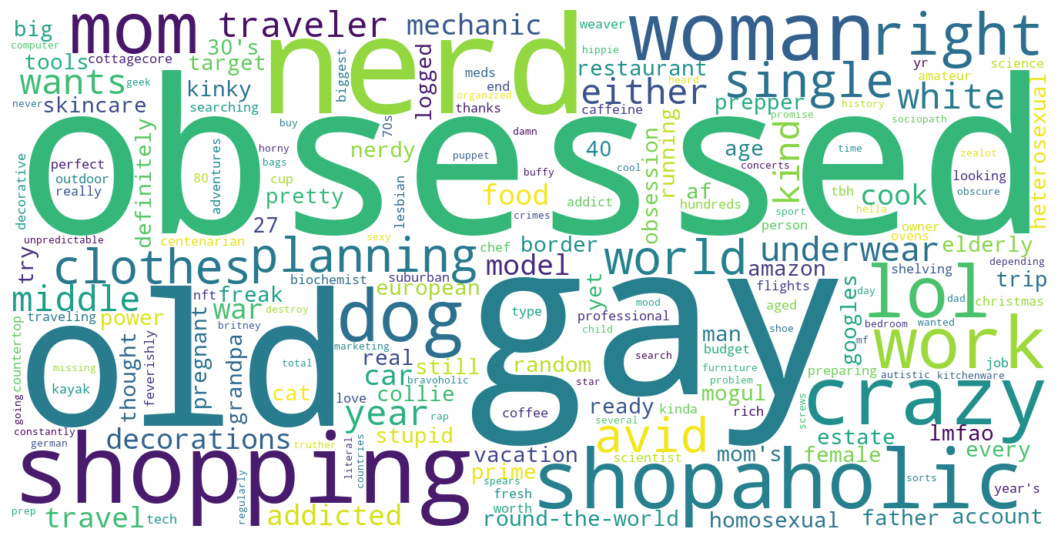 big
mom
traveler
mechanic
weaver
hippie
woman
right
computer
cottagecore
30's
nerd
logged
biggest
meds
end
heard
restaurant
science
yr
amateur
tools
geek
target
organized
either
single
history
wants
never
kinky
searching
thanks
caffeine
prepper
promise
sociopath
white
skincare
definitely
buy
70s
damn
obsessed
decorative
perfect
outdoor
really
80
adventures
horny
bags
cup
nerdy
puppet
buffy
40
cool
running
obsession
age
concerts
kind
time
tbh
zealot
looking
obscure
heterosexual
pretty
addict
lesbian
food
crimes
af
hundreds
person
sport
cook
hella
27
unpredictable
centenarian
sexy
chef
border
owner
ovens
elderly
try
clothes
planning
biochemist
suburban
model
world
underwear
amazon
flights
depending
trip
shelving
lol
middle
nft
freak
european
yet
mood
aged
googles
day
dad
christmas
traveling
war
destroy
dog
type
professional
child
gay
man
budget
bedroom
wanted
mf
power
britney
old
marketing
countertop
missing
kayak
thought
feverishly
pregnant
grandpa
total
real
still
random
search
furniture
problem
preparing
autistic
kitchenware
job
work
cat
car
collie
bravoholic
star
mogul
rich
screws
crazy
going
constantly
german
love
year
rap
coffee
ready
kinda
several
decorations
truther
stupid
avid
estate
lmfao
every
shopping
literal
countries
vacation
scientist
mom's
female
prime
spears
shopaholic
sorts
year's
prep
travel
tech
regularly
addicted
fresh
worth
round-the-world
homosexual
father
account